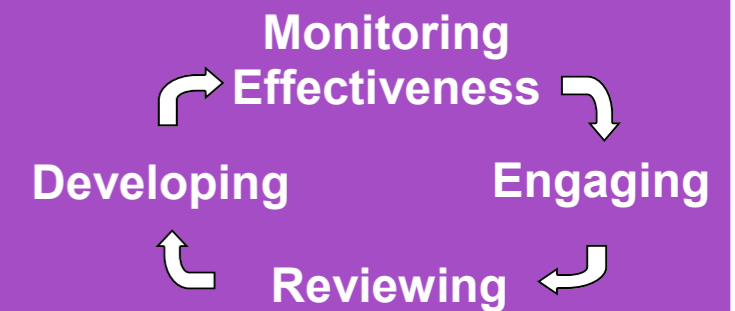 Monitoring
Effectiveness
Developing
Engaging
Reviewing